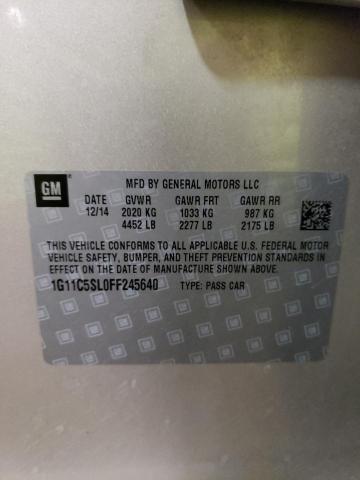 GM
MFD BY GENERAL MOTORS LLC
DATE GVWR GAWR FRT GAWR RR
12/14 2020 KG 1033 KG 987 KG
4452 LB 2277 LB 2175 LB
THIS VEHICLE CONFORMS TO ALL APPLICABLE U.S. FEDERAL MOTOR
VEHICLE SAFETY, BUMPER, AND THEFT PREVENTION STANDARDS IN
EFFECT ON THE DATE OF MANUFACTURE SHOWN ABOVE.
1G11C5SL0FF245640 TYPE: PASS CAR